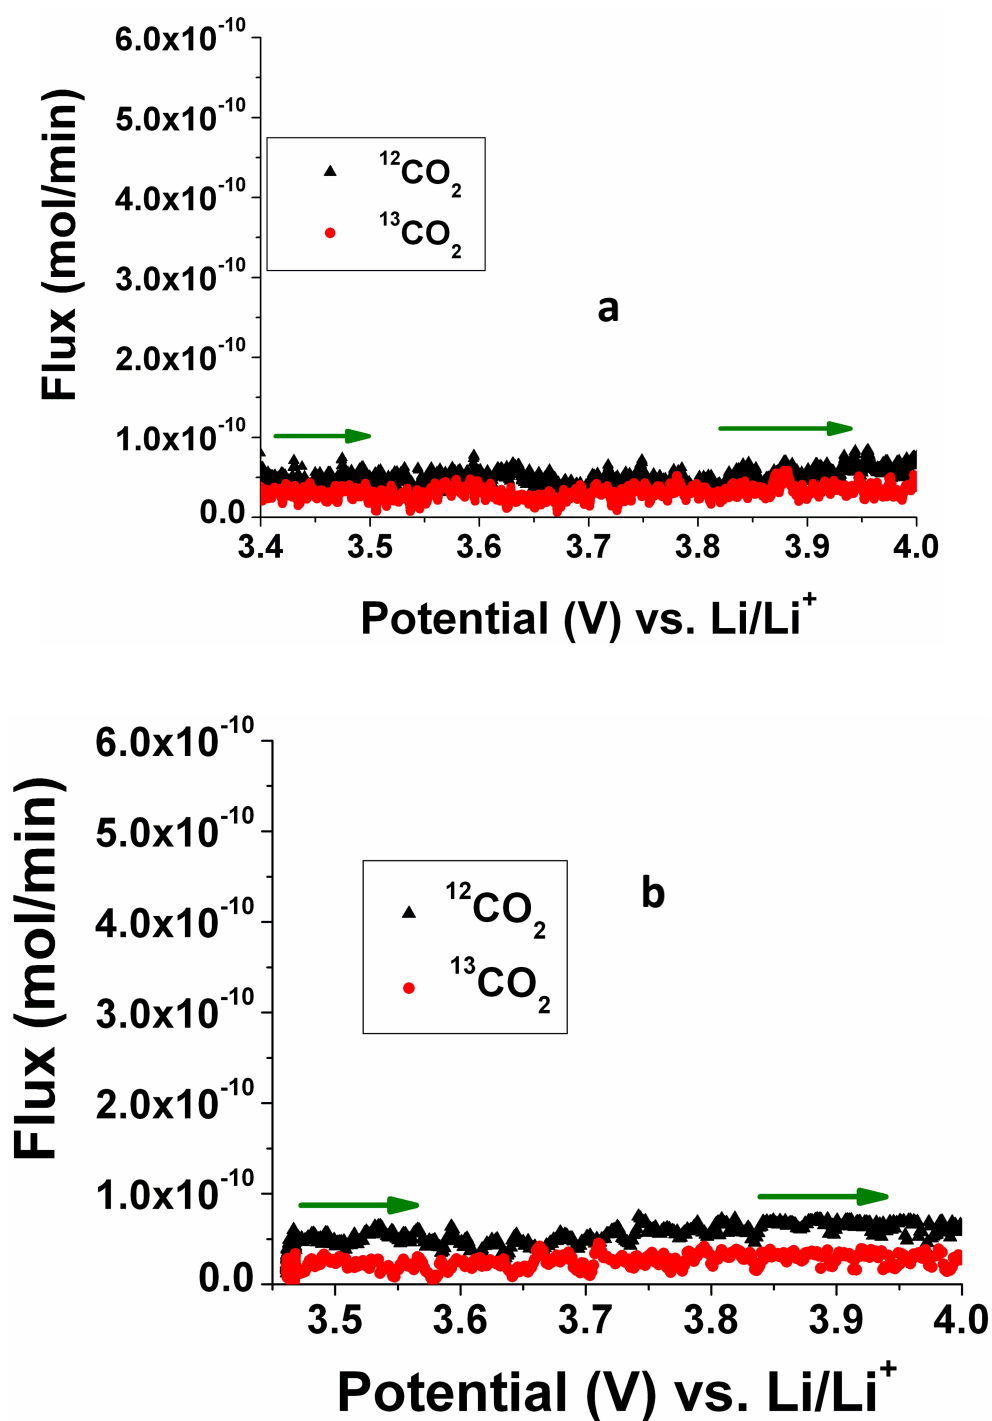 6.0x10⁻¹⁰
5.0x10⁻¹⁰
4.0x10⁻¹⁰
3.0x10⁻¹⁰
2.0x10⁻¹⁰
1.0x10⁻¹⁰
0.0
Flux (mol/min)
¹²CO₂
¹³CO₂
a
3.4 3.5 3.6 3.7 3.8 3.9 4.0
Potential (V) vs. Li/Li⁺
6.0x10⁻¹⁰
5.0x10⁻¹⁰
4.0x10⁻¹⁰
3.0x10⁻¹⁰
2.0x10⁻¹⁰
1.0x10⁻¹⁰
0.0
Flux (mol/min)
¹²CO₂
¹³CO₂
b
3.5 3.6 3.7 3.8 3.9 4.0
Potential (V) vs. Li/Li⁺